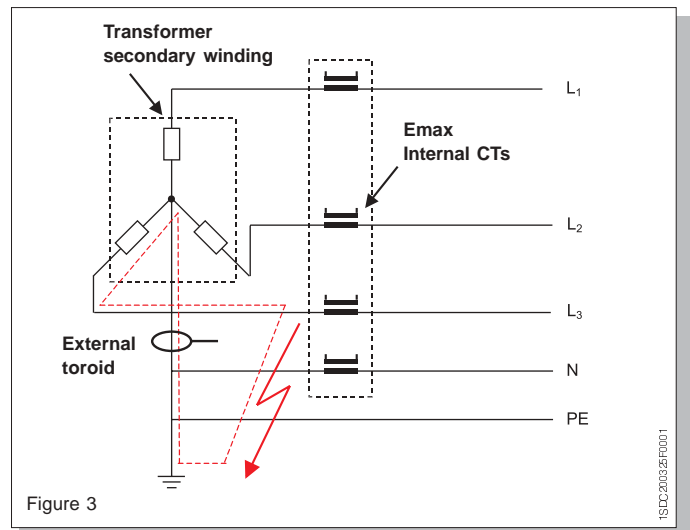 Transformer
secondary winding
L1
Emax
Internal CTs
L2
L3
External
toroid
N
PE
Figure 3
1SDC200325F0001